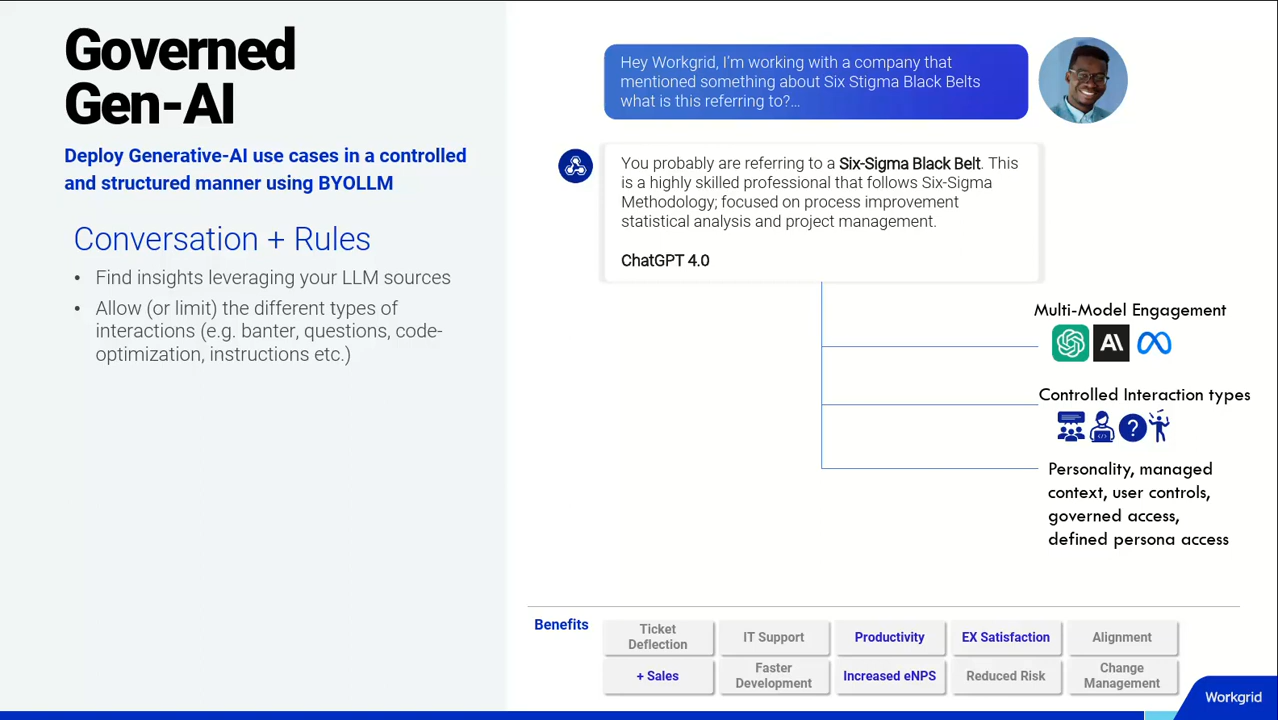 Governed
Gen-AI
Deploy Generative-AI use cases in a controlled
and structured manner using BYOLLM
Conversation + Rules
• Find insights leveraging your LLM sources
• Allow (or limit) the different types of
interactions (e.g. banter, questions, code-
optimization, instructions etc.)
Hey Workgrid, I'm working with a company that
mentioned something about Six Stigma Black Belts
what is this referring to?...
You probably are referring to a Six-Sigma Black Belt. This
is a highly skilled professional that follows Six-Sigma
Methodology; focused on process improvement
statistical analysis and project management.
ChatGPT 4.0
Multi-Model Engagement
A\
Controlled Interaction types
</>
?
Personality, managed
context, user controls,
governed access,
defined persona access
Benefits
Ticket
Deflection
IT Support
Productivity
EX Satisfaction
Alignment
+ Sales
Faster
Development
Increased eNPS
Reduced Risk
Change
Management
Workgrid